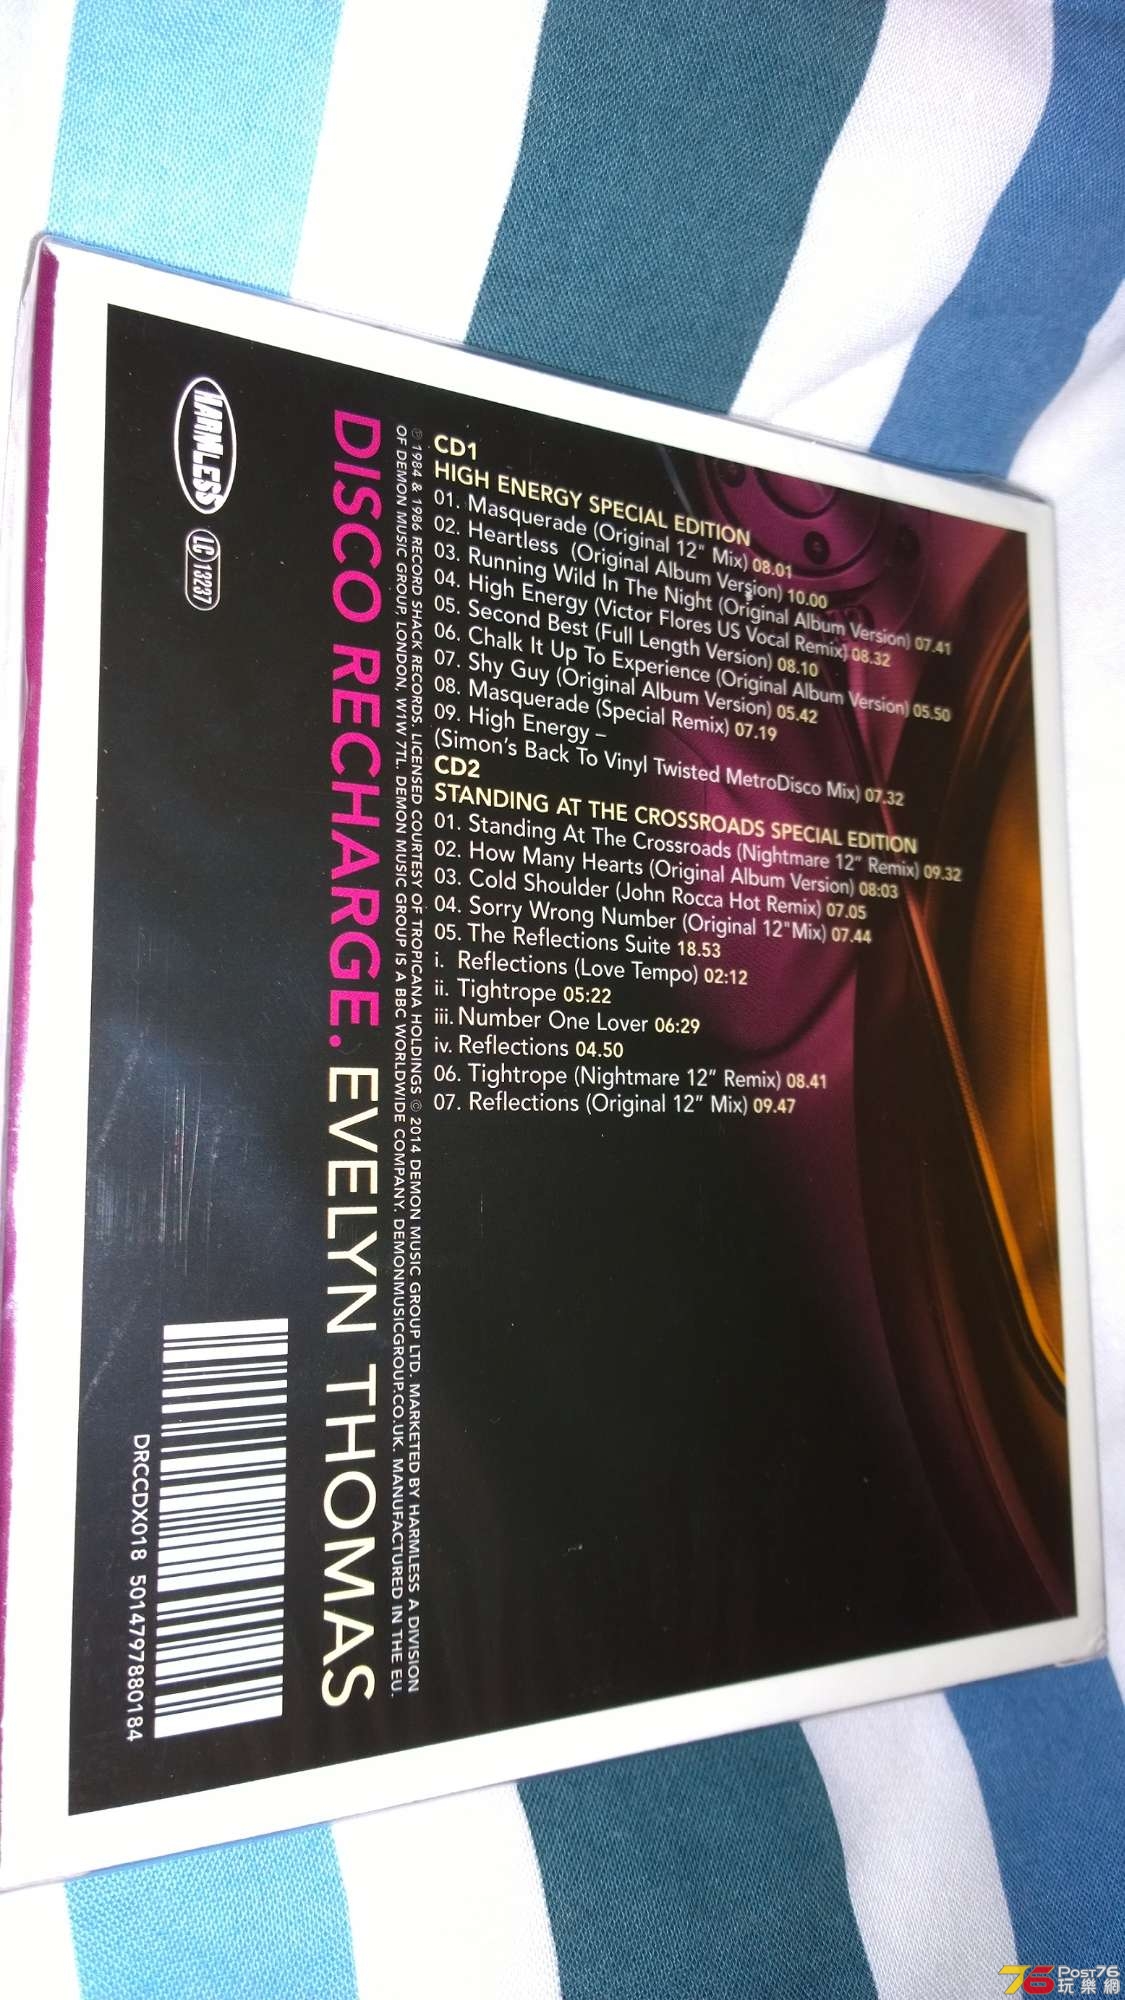 CD1
HIGH ENERGY SPECIAL EDITION
01. Masquerade (Original 12" Mix) 08.01
02. Heartless (Original Album Version) 10.00
03. Running Wild In The Night (Original Album Version) 07.41
04. High Energy (Victor Flores US Vocal Remix) 08.32
05. Second Best (Full Length Version) 08.10
06. Chalk It Up To Experience (Original Album Version) 05.50
07. Shy Guy (Original Album Version) 05.42
08. Masquerade (Special Remix) 07.19
09. High Energy –
(Simon's Back To Vinyl Twisted MetroDisco Mix) 07.32
CD2
STANDING AT THE CROSSROADS SPECIAL EDITION
01. Standing At The Crossroads (Nightmare 12" Remix) 09.32
02. How Many Hearts (Original Album Version) 08:03
03. Cold Shoulder (John Rocca Hot Remix) 07.05
04. Sorry Wrong Number (Original 12"Mix) 07.44
05. The Reflections Suite 18.53
i. Reflections (Love Tempo) 02:12
ii. Tightrope 05:22
iii. Number One Lover 06:29
iv. Reflections 04.50
06. Tightrope (Nightmare 12" Remix) 08.41
07. Reflections (Original 12" Mix) 09.47
℗ 1984 & 1986 RECORD SHACK RECORDS. LICENSED COURTESY OF TROPICANA HOLDINGS © 2014 DEMON MUSIC GROUP LTD. MARKETED BY HARMLESS A DIVISION
OF DEMON MUSIC GROUP, LONDON, W1W 7TL. DEMON MUSIC GROUP IS A BBC WORLDWIDE COMPANY. DEMONMUSICGROUP.CO.UK. MANUFACTURED IN THE EU.
DISCO RECHARGE. EVELYN THOMAS
HARMLESS LC 13237
DRCCDX018 5014797880184
76 POST76
玩樂網